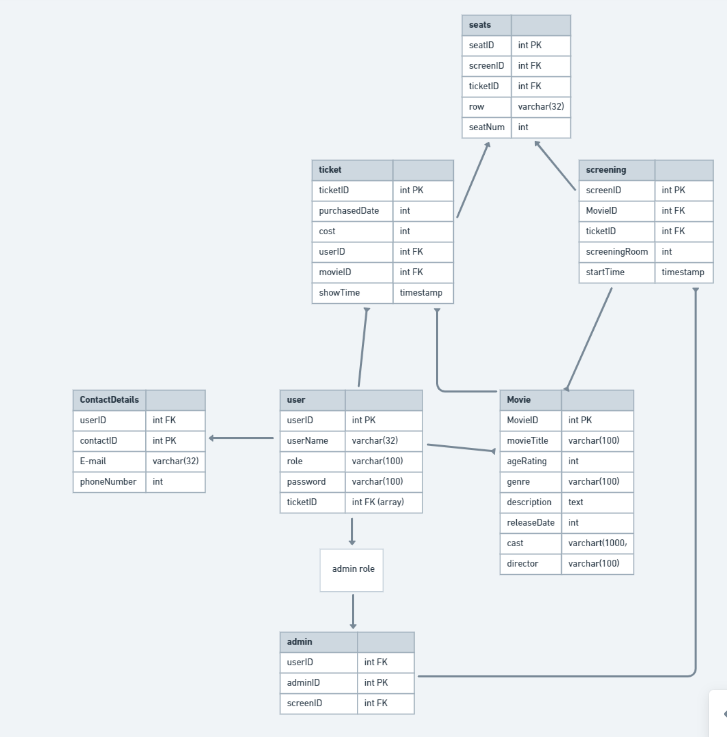 seats
seatID int PK
screenID int FK
ticketID int FK
row varchar(32)
seatNum int
ticket
ticketID int PK
purchasedDate int
cost int
userID int FK
movieID int FK
showTime timestamp
screening
screenID int PK
MovieID int FK
ticketID int FK
screeningRoom int
startTime timestamp
ContactDetails
userID int FK
contactID int PK
E-mail varchar(32)
phoneNumber int
user
userID int PK
userName varchar(32)
role varchar(100)
password varchar(100)
ticketID int FK (array)
Movie
MovieID int PK
movieTitle varchar(100)
ageRating int
genre varchar(100)
description text
releaseDate int
cast varchart(1000,
director varchar(100)
admin role
admin
userID int FK
adminID int PK
screenID int FK